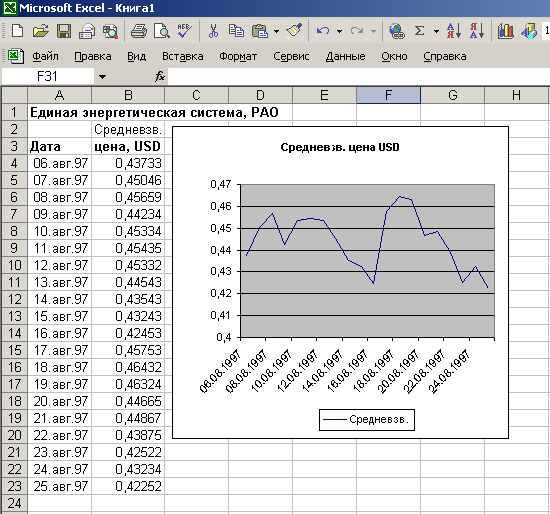 Microsoft Excel - Книга1
Файл Правка Вид Вставка Формат Сервис Данные Окно Справка
F31 fx
A B C D E F G H
1 Единая энергетическая система, РАО
2 Средневзв.
3 Дата цена, USD
4 06.авг.97 0,43733
5 07.авг.97 0,45046
6 08.авг.97 0,45659
7 09.авг.97 0,44234
8 10.авг.97 0,45334
9 11.авг.97 0,45435
10 12.авг.97 0,45332
11 13.авг.97 0,44543
12 14.авг.97 0,43543
13 15.авг.97 0,43243
14 16.авг.97 0,42453
15 17.авг.97 0,45753
16 18.авг.97 0,46432
17 19.авг.97 0,46324
18 20.авг.97 0,44665
19 21.авг.97 0,44867
20 22.авг.97 0,43875
21 23.авг.97 0,42522
22 24.авг.97 0,43234
23 25.авг.97 0,42252
24
Средневзв. цена USD
0,47
0,46
0,45
0,44
0,43
0,42
0,41
0,4
06.08.1997 08.08.1997 10.08.1997 12.08.1997 14.08.1997 16.08.1997 18.08.1997 20.08.1997 22.08.1997 24.08.1997
Средневзв.